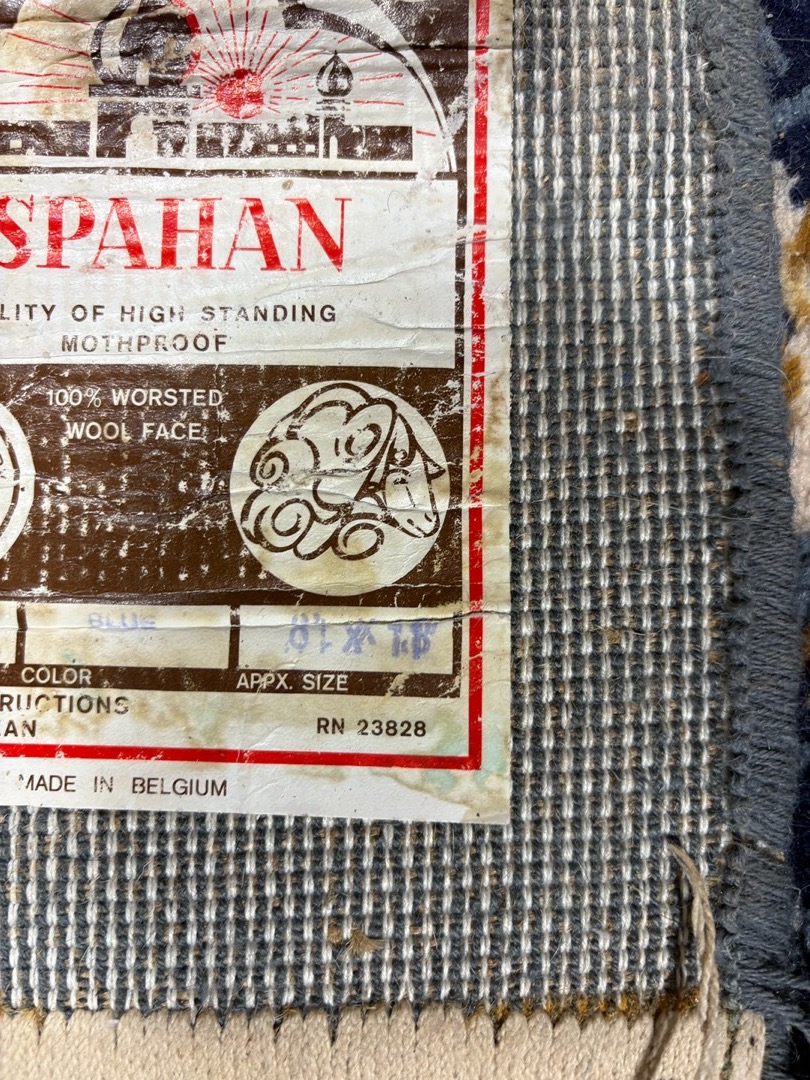 SPAHAN
LITY OF HIGH STANDING
MOTHPROOF
100% WORSTED
WOOL FACE
BLUE
COLOR
APPX. SIZE
RUCTIONS
EAN
RN 23828
MADE IN BELGIUM